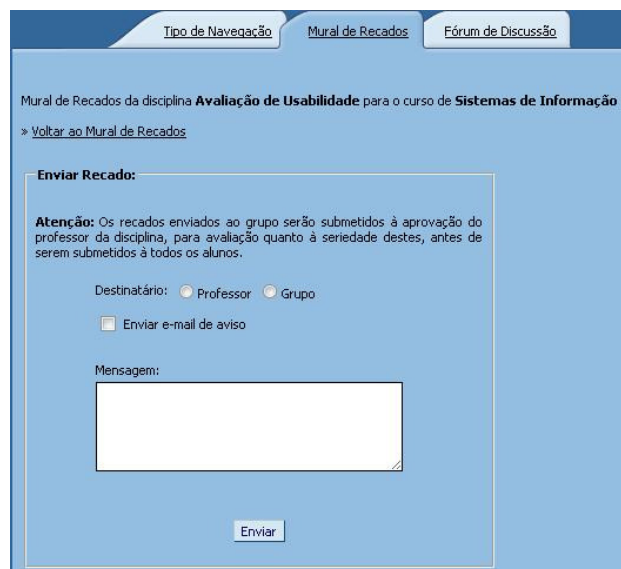 Tipo de Navegação Mural de Recados Fórum de Discussão
Mural de Recados da disciplina Avaliação de Usabilidade para o curso de Sistemas de Informação
» Voltar ao Mural de Recados
Enviar Recado:
Atenção: Os recados enviados ao grupo serão submetidos à aprovação do
professor da disciplina, para avaliação quanto à seriedade destes, antes de
serem submetidos à todos os alunos.
Destinatário: Professor Grupo
Enviar e-mail de aviso
Mensagem:
Enviar